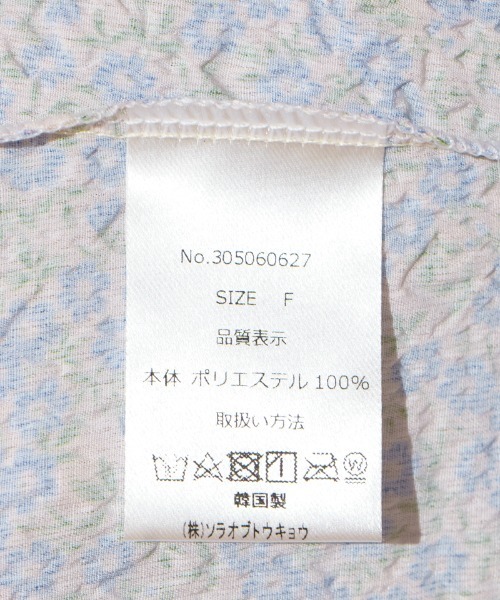 No.305060627
SIZE F
品質表示
本体 ポリエステル 100%
取扱い方法
韓国製
(株)ソラオブトウキョウ